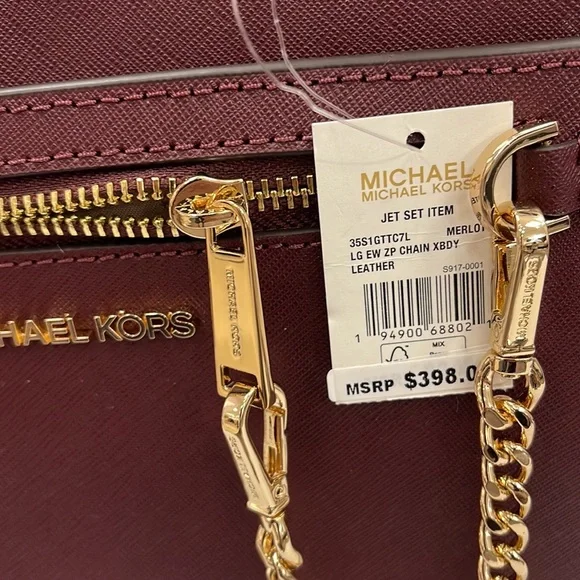 MICHAEL
MICHAEL KORS
JET SET ITEM
35S1GTTC7L MERLOT
LG EW ZP CHAIN XBDY
LEATHER
S917-0001
1 94900 68802
MIX
MSRP $398.0
HAEL KORS
MICHAEL KORS
MICHAEL KORS